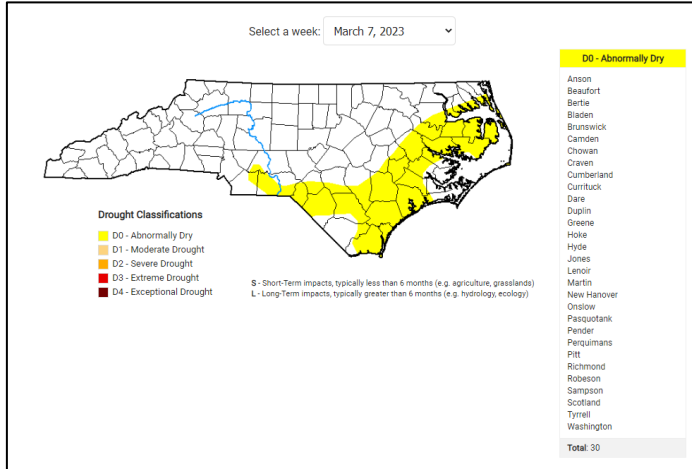 Select a week: March 7, 2023
D0 - Abnormally Dry
Anson
Beaufort
Bertie
Bladen
Brunswick
Camden
Chowan
Craven
Cumberland
Currituck
Dare
Duplin
Greene
Hoke
Hyde
Jones
Lenoir
Martin
New Hanover
Onslow
Pasquotank
Pender
Perquimans
Pitt
Richmond
Robeson
Sampson
Scotland
Tyrrell
Washington
Total: 30
Drought Classifications
D0 - Abnormally Dry
D1 - Moderate Drought
D2 - Severe Drought
D3 - Extreme Drought
D4 - Exceptional Drought
S - Short-Term impacts, typically less than 6 months (e.g. agriculture, grasslands)
L - Long-Term impacts, typically greater than 6 months (e.g. hydrology, ecology)